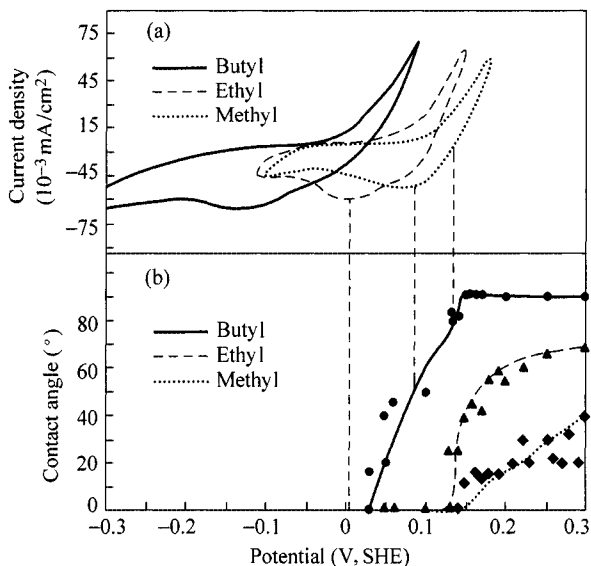 (a)
Butyl
Ethyl
Methyl
Current density
(10⁻³ mA/cm²)
75
45
15
−45
−75
(b)
Butyl
Ethyl
Methyl
Contact angle (°)
80
60
40
20
0
−0.3 −0.2 −0.1 0 0.1 0.2 0.3
Potential (V, SHE)